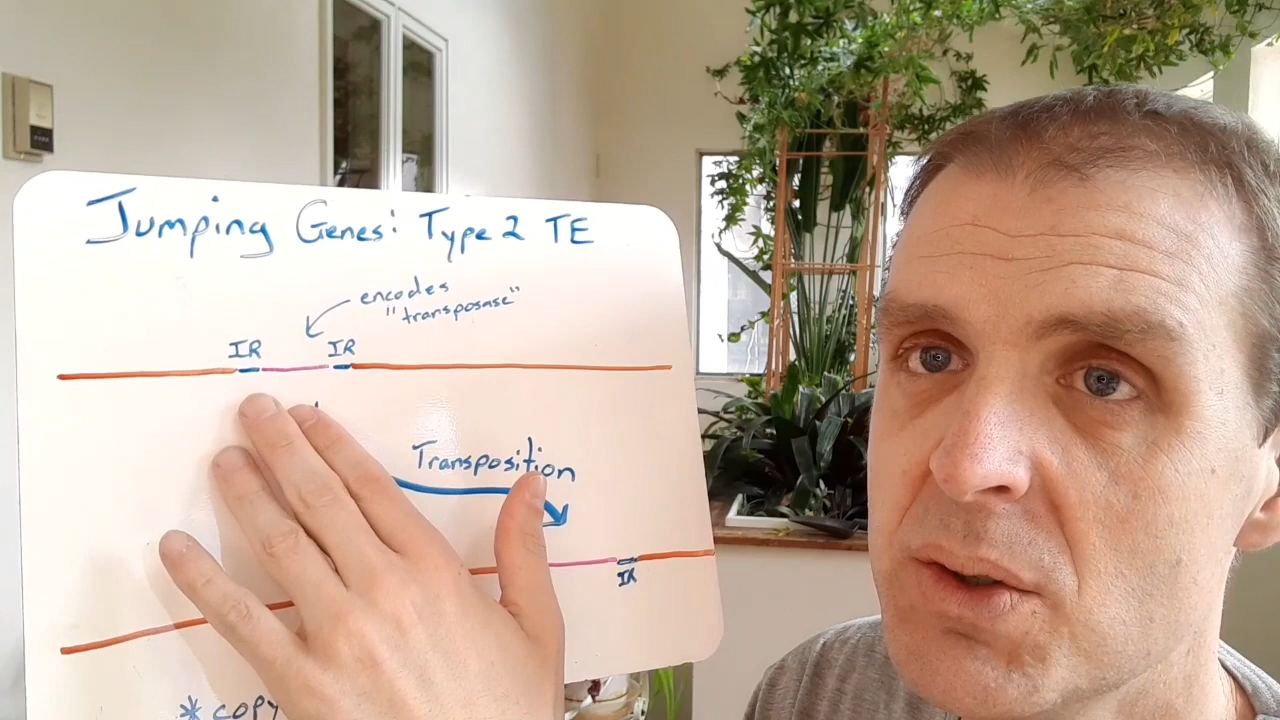 Jumping Genes: Type 2 TE
encodes
"transposase"
IR IR
Transposition
IR
* COPY